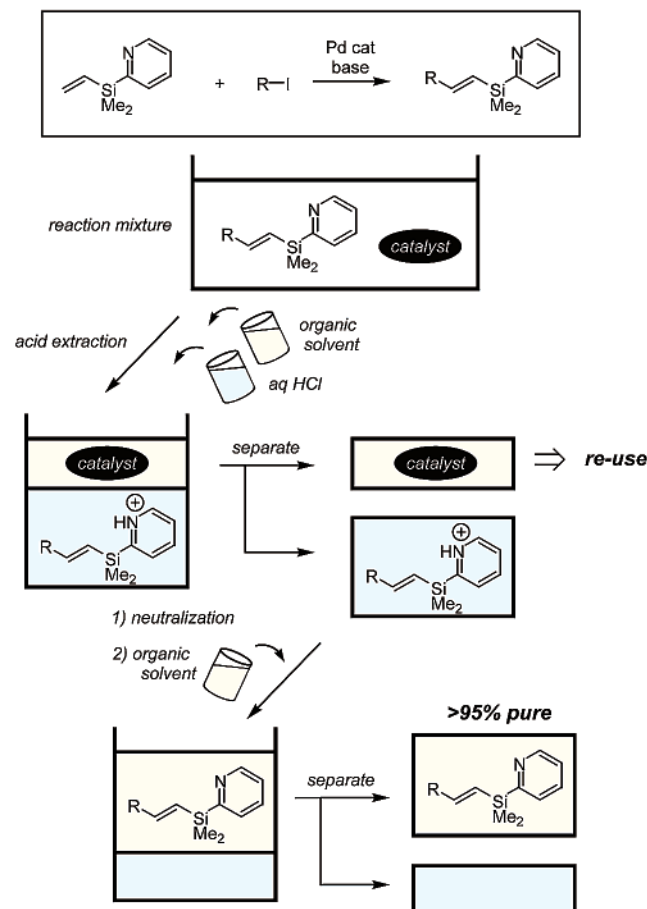 N
Si
Me2
+
R–I
Pd cat
base
R
N
Si
Me2
reaction mixture
R
N
Si
Me2
catalyst
acid extraction
organic
solvent
aq HCl
catalyst
separate
catalyst
⇒ re-use
+
HN
R
Si
Me2
+
HN
R
Si
Me2
1) neutralization
2) organic
solvent
>95% pure
R
N
Si
Me2
separate
R
N
Si
Me2